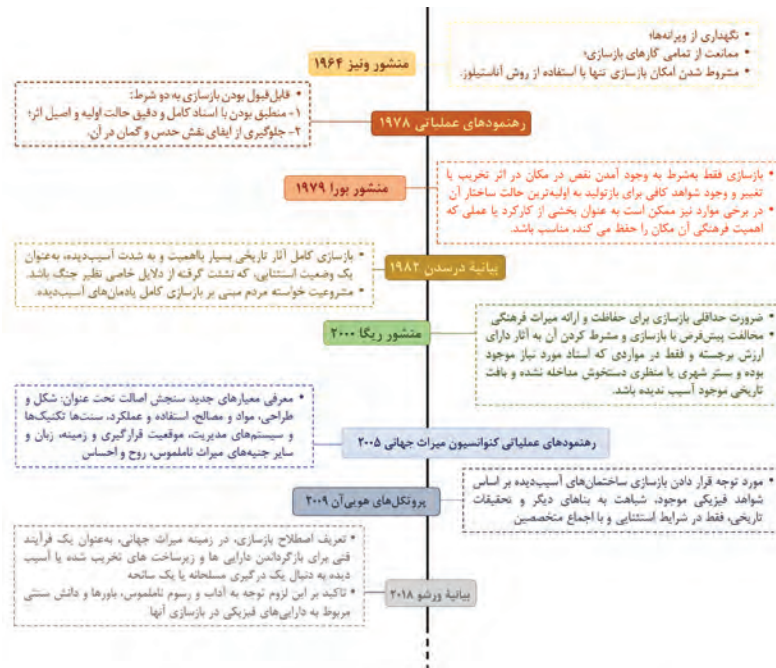 منشور ونیز ۱۹۶۴
• نگهداری از ویرانه‌ها؛
• ممانعت از تمامی کارهای بازسازی؛
• مشروط شدن امکان بازسازی تنها با استفاده از روش آناستیلوز.
رهنمودهای عملیاتی ۱۹۷۸
• قابل‌قبول بودن بازسازی به دو شرط:
۱- منطبق بودن با اسناد کامل و دقیق حالت اولیه و اصیل اثر؛
۲- جلوگیری از ایفای نقش حدس و گمان در آن.
منشور بورا ۱۹۷۹
• بازسازی فقط به‌شرط به وجود آمدن نقص در مکان در اثر تخریب یا
تغییر و وجود شواهد کافی برای بازتولید به اولیه‌ترین حالت ساختار آن
• در برخی موارد نیز ممکن است به عنوان بخشی از کارکرد یا عملی که
اهمیت فرهنگی آن مکان را حفظ می کند، مناسب باشد.
بیانیهٔ درسدن ۱۹۸۲
• بازسازی کامل آثار تاریخی بسیار بااهمیت و به شدت آسیب‌دیده، به‌عنوان
یک وضعیت استثنایی، که نشئت گرفته از دلایل خاصی نظیر جنگ باشد.
• مشروعیت خواسته مردم مبنی بر بازسازی کامل یادمان‌های آسیب‌دیده.
منشور ریگا ۲۰۰۰
• ضرورت حداقلی بازسازی برای حفاظت و ارائه میراث فرهنگی
• مخالفت پیش‌فرض با بازسازی و مشرط کردن آن به آثار دارای
ارزش برجسته و فقط در مواردی که اسناد مورد نیاز موجود
بوده و بستر شهری یا منظری دستخوش مداخله نشده و بافت
تاریخی موجود آسیب ندیده باشد.
رهنمودهای عملیاتی کنوانسیون میراث جهانی ۲۰۰۵
• معرفی معیارهای جدید سنجش اصالت تحت عنوان: شکل و
طراحی، مواد و مصالح، استفاده و عملکرد، سنت‌ها تکنیک‌ها
و سیستم‌های مدیریت، موقعیت قرارگیری و زمینه، زبان و
سایر جنبه‌های میراث ناملموس، روح و احساس
پروتکل‌های هویی‌آن ۲۰۰۹
• مورد توجه قرار دادن بازسازی ساختمان‌های آسیب‌دیده بر اساس
شواهد فیزیکی موجود، شباهت به بناهای دیگر و تحقیقات
تاریخی، فقط در شرایط استثنایی و با اجماع متخصصین
بیانیهٔ ورشو ۲۰۱۸
• تعریف اصطلاح بازسازی، در زمینه میراث جهانی، به‌عنوان یک فرآیند
فنی برای بازگرداندن دارایی ها و زیرساخت های تخریب شده یا آسیب
دیده به دنبال یک درگیری مسلحانه یا یک سانحه
• تاکید بر این لزوم توجه به آداب و رسوم ناملموس، باورها و دانش سنتی
مربوط به دارایی‌های فیزیکی در بازسازی آنها